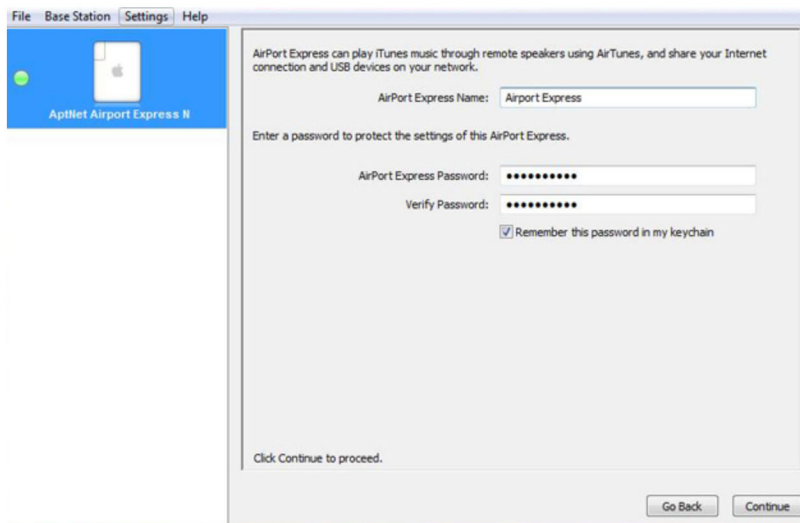 File Base Station Settings Help
AptNet Airport Express N
AirPort Express can play iTunes music through remote speakers using AirTunes, and share your Internet
connection and USB devices on your network.
AirPort Express Name: Airport Express
Enter a password to protect the settings of this AirPort Express.
AirPort Express Password: ••••••••••
Verify Password: ••••••••••
Remember this password in my keychain
Click Continue to proceed.
Go Back Continue